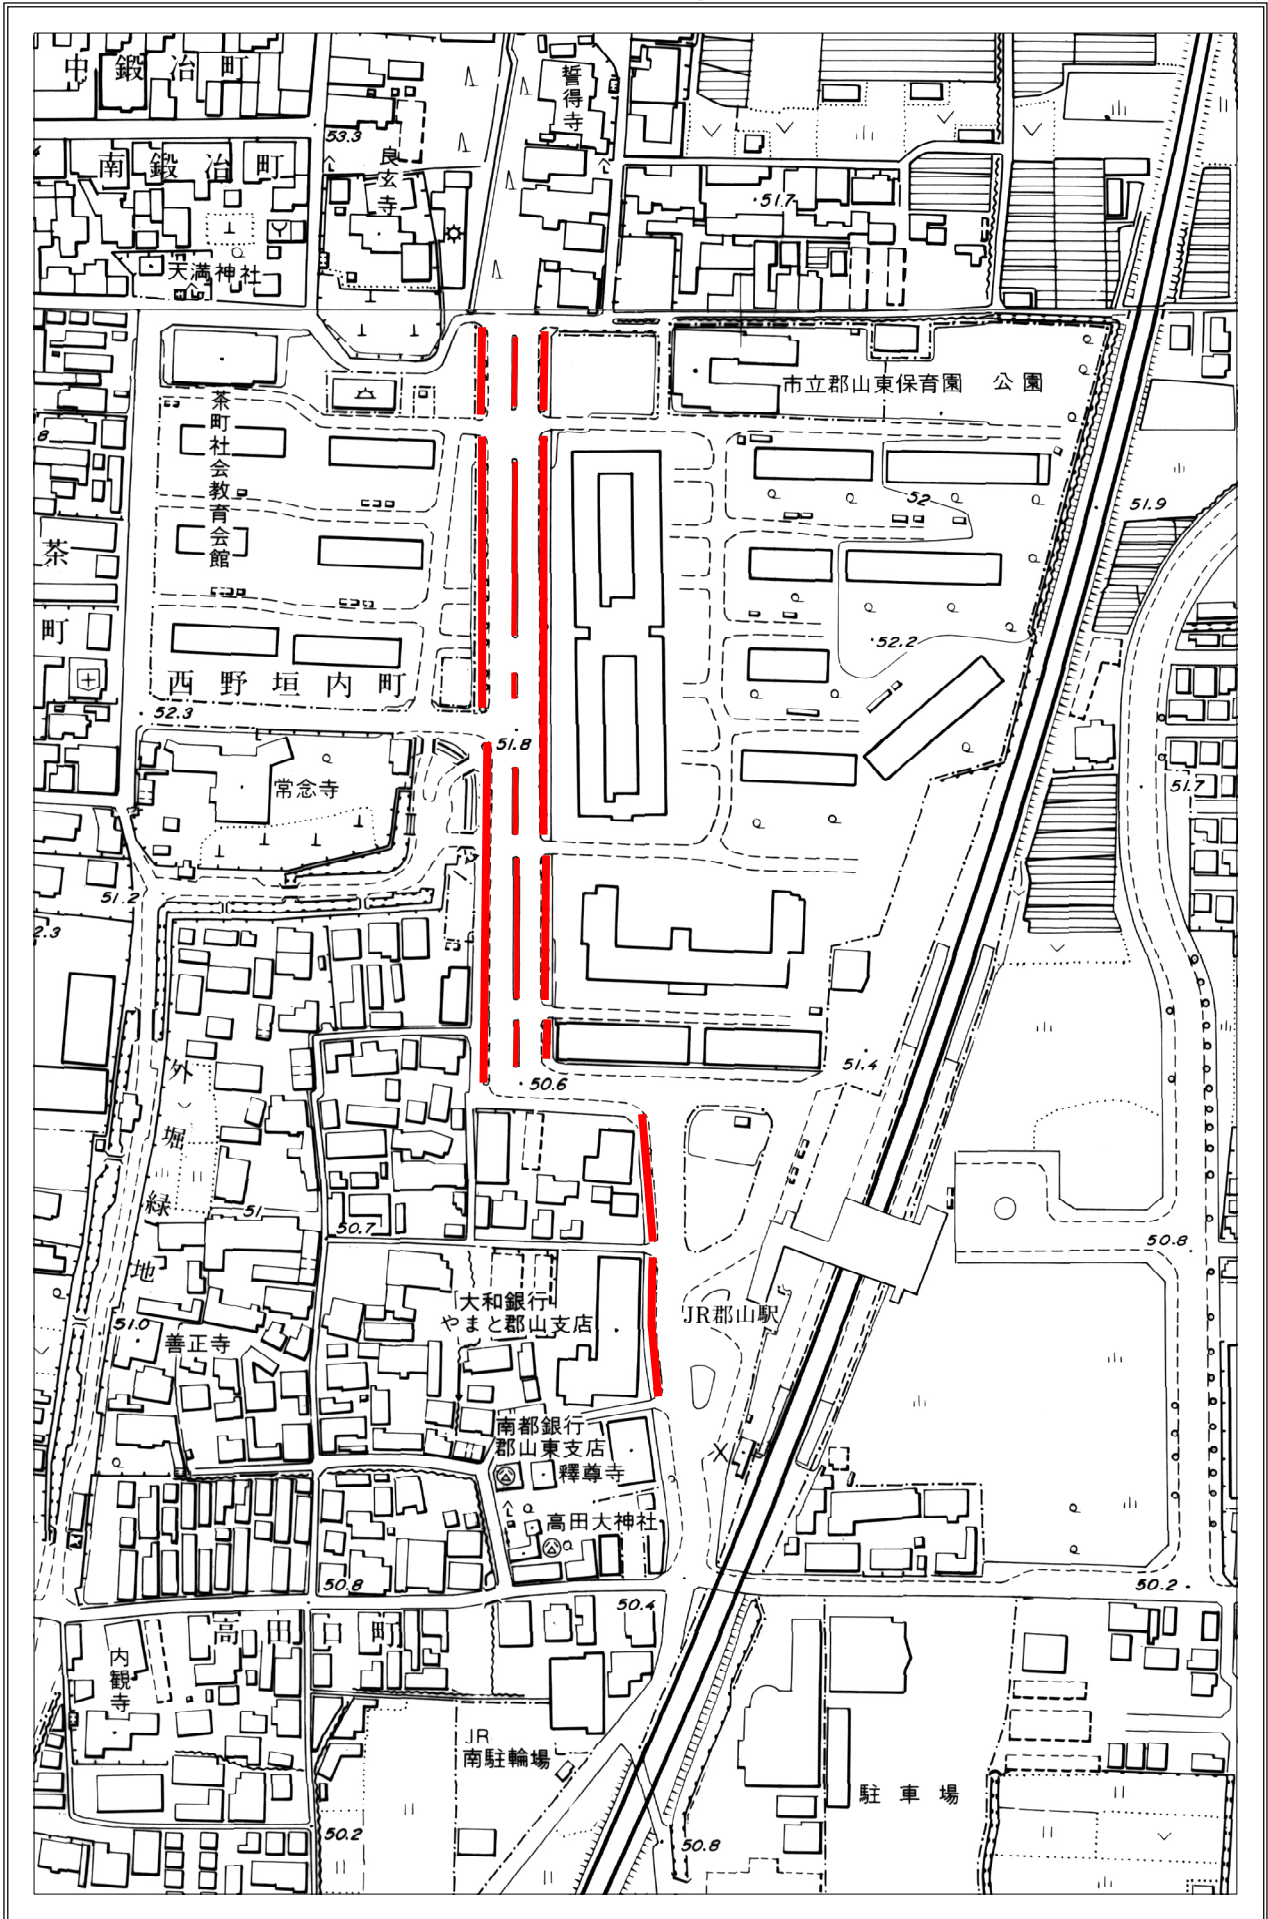 中鍛冶町
誓得寺
53.3
良玄寺
南鍛冶町
51.7
天満神社
市立郡山東保育園 公園
茶町社会教育会館
8
52
51.9
茶町
52.2
西野垣内町
52.3
51.8
常念寺
51.7
51.2
2.3
51.4
50.6
外堀緑地
51
50.7
50.8
大和銀行
やまと郡山支店
JR郡山駅
51.0
善正寺
南都銀行
郡山東支店
釋尊寺
高田大神社
50.8
50.2
50.4
高田口町
内観寺
JR
南駐輪場
駐車場
50.2
50.8